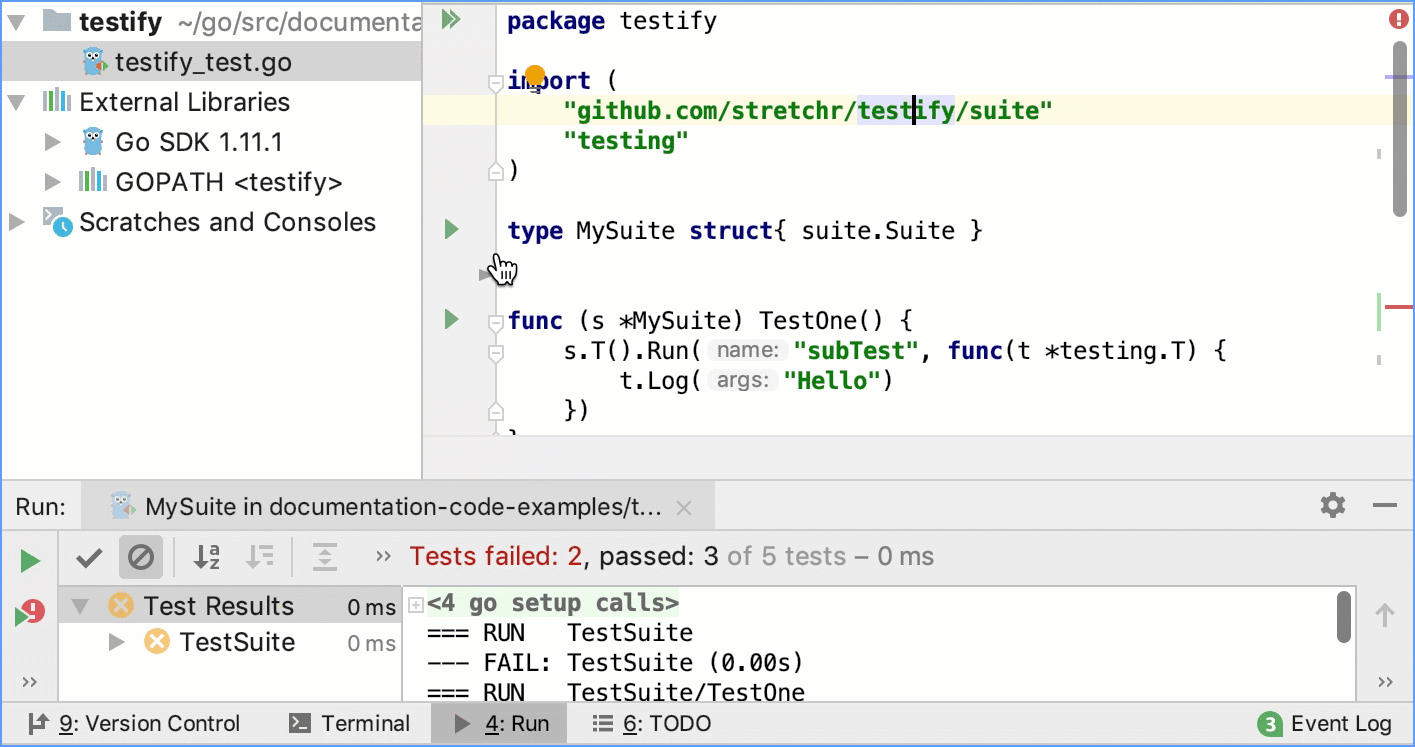 testify ~/go/src/documenta
testify_test.go
External Libraries
Go SDK 1.11.1
GOPATH <testify>
Scratches and Consoles
package testify
import (
"github.com/stretchr/testify/suite"
"testing"
)
type MySuite struct{ suite.Suite }
func (s *MySuite) TestOne() {
s.T().Run( name: "subTest", func(t *testing.T) {
t.Log( args: "Hello")
})
}
Run: MySuite in documentation-code-examples/t...
Tests failed: 2, passed: 3 of 5 tests – 0 ms
Test Results 0 ms
TestSuite 0 ms
<4 go setup calls>
=== RUN   TestSuite
--- FAIL: TestSuite (0.00s)
=== RUN   TestSuite/TestOne
9: Version Control Terminal 4: Run 6: TODO 3 Event Log